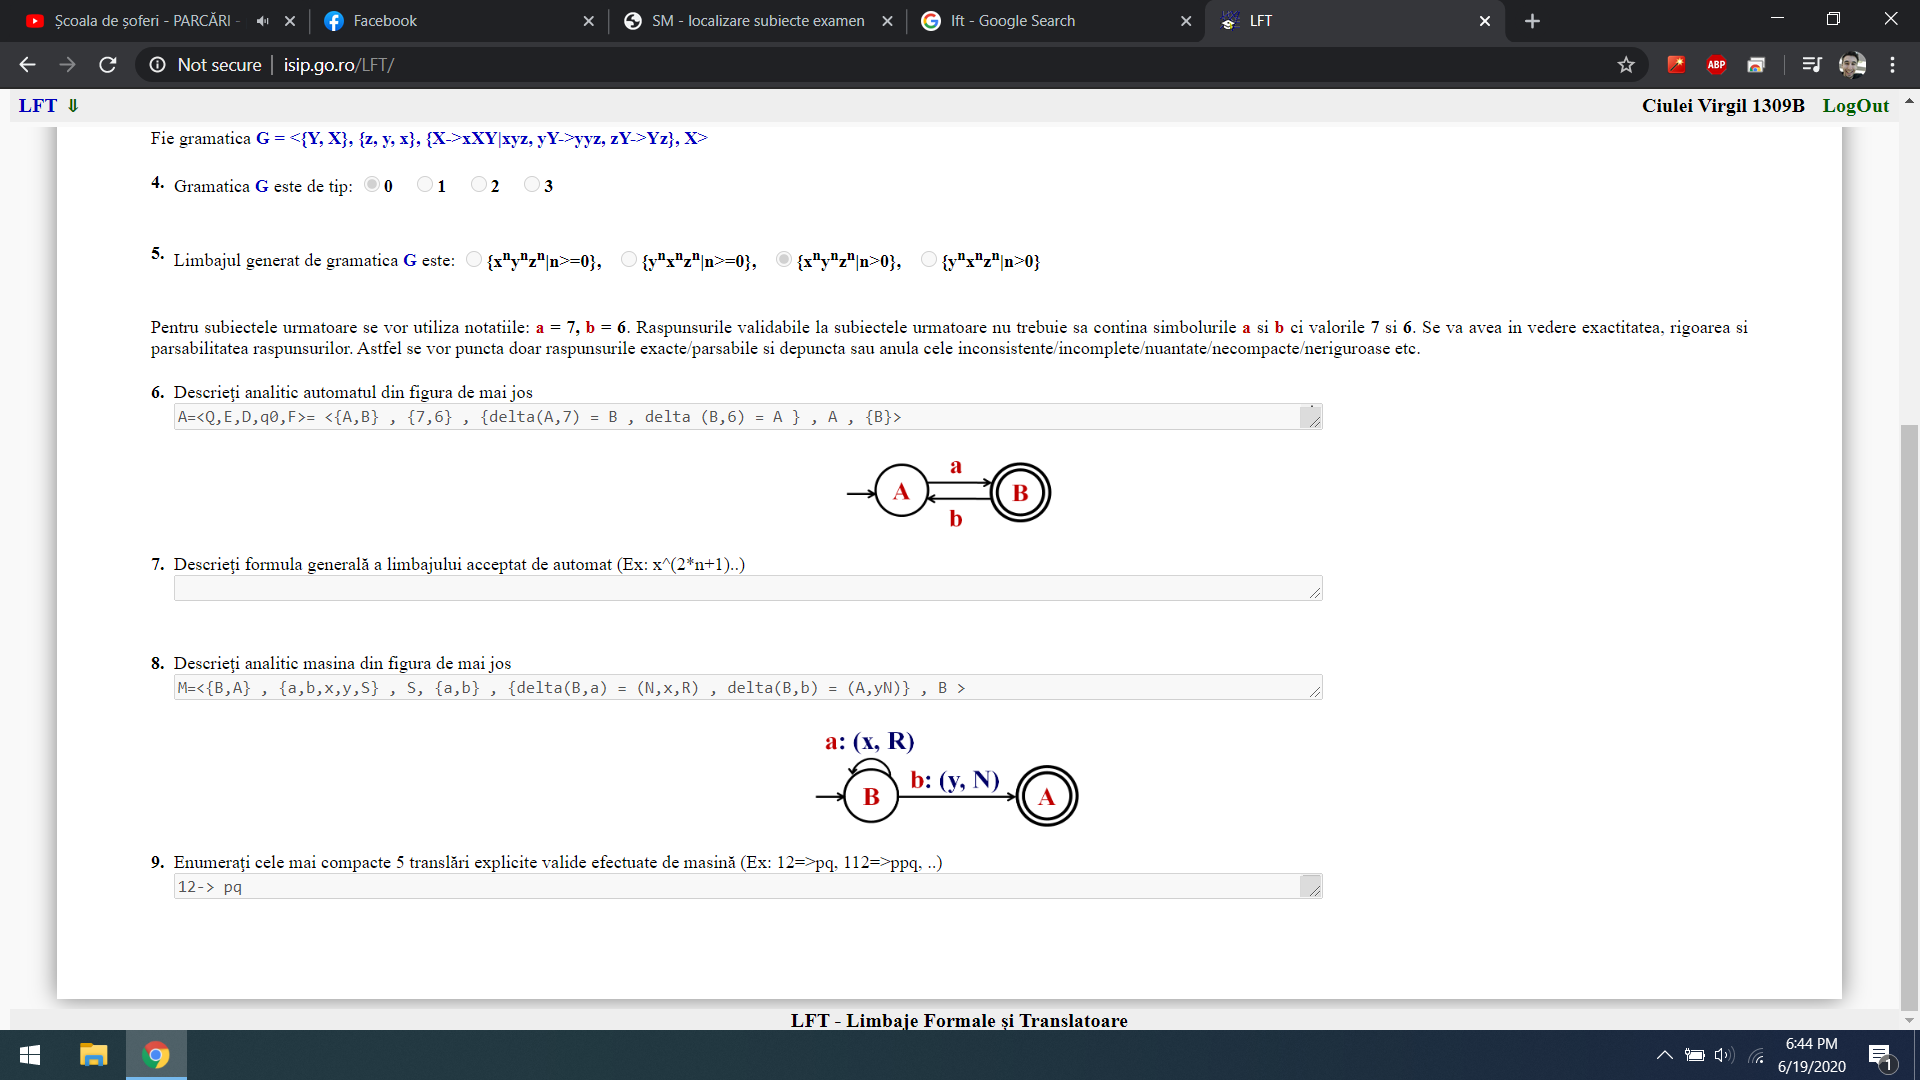 Școala de șoferi - PARCĂRI -
Facebook
SM - localizare subiecte examen
lft - Google Search
LFT
Not secure | isip.go.ro/LFT/
ABP
LFT ⇓
Ciulei Virgil 1309B LogOut
Fie gramatica G = <{Y, X}, {z, y, x}, {X->xXY|xyz, yY->yyz, zY->Yz}, X>
4. Gramatica G este de tip: 0 1 2 3
5. Limbajul generat de gramatica G este: {xⁿyⁿzⁿ|n>=0}, {yⁿxⁿzⁿ|n>=0}, {xⁿyⁿzⁿ|n>0}, {yⁿxⁿzⁿ|n>0}
Pentru subiectele urmatoare se vor utiliza notatiile: a = 7, b = 6. Raspunsurile validabile la subiectele urmatoare nu trebuie sa contina simbolurile a si b ci valorile 7 si 6. Se va avea in vedere exactitatea, rigoarea si
parsabilitatea raspunsurilor. Astfel se vor puncta doar raspunsurile exacte/parsabile si depuncta sau anula cele inconsistente/incomplete/nuantate/necompacte/neriguroase etc.
6. Descrieți analitic automatul din figura de mai jos
A=<Q,E,D,q0,F>= <{A,B} , {7,6} , {delta(A,7) = B , delta (B,6) = A } , A , {B}>
a
A
B
b
7. Descrieți formula generală a limbajului acceptat de automat (Ex: x^(2*n+1)..)
8. Descrieți analitic masina din figura de mai jos
M=<{B,A} , {a,b,x,y,S} , S, {a,b} , {delta(B,a) = (N,x,R) , delta(B,b) = (A,yN)} , B >
a: (x, R)
b: (y, N)
B
A
9. Enumerați cele mai compacte 5 translări explicite valide efectuate de masină (Ex: 12=>pq, 112=>ppq, ..)
12-> pq
LFT - Limbaje Formale și Translatoare
6:44 PM
6/19/2020
1